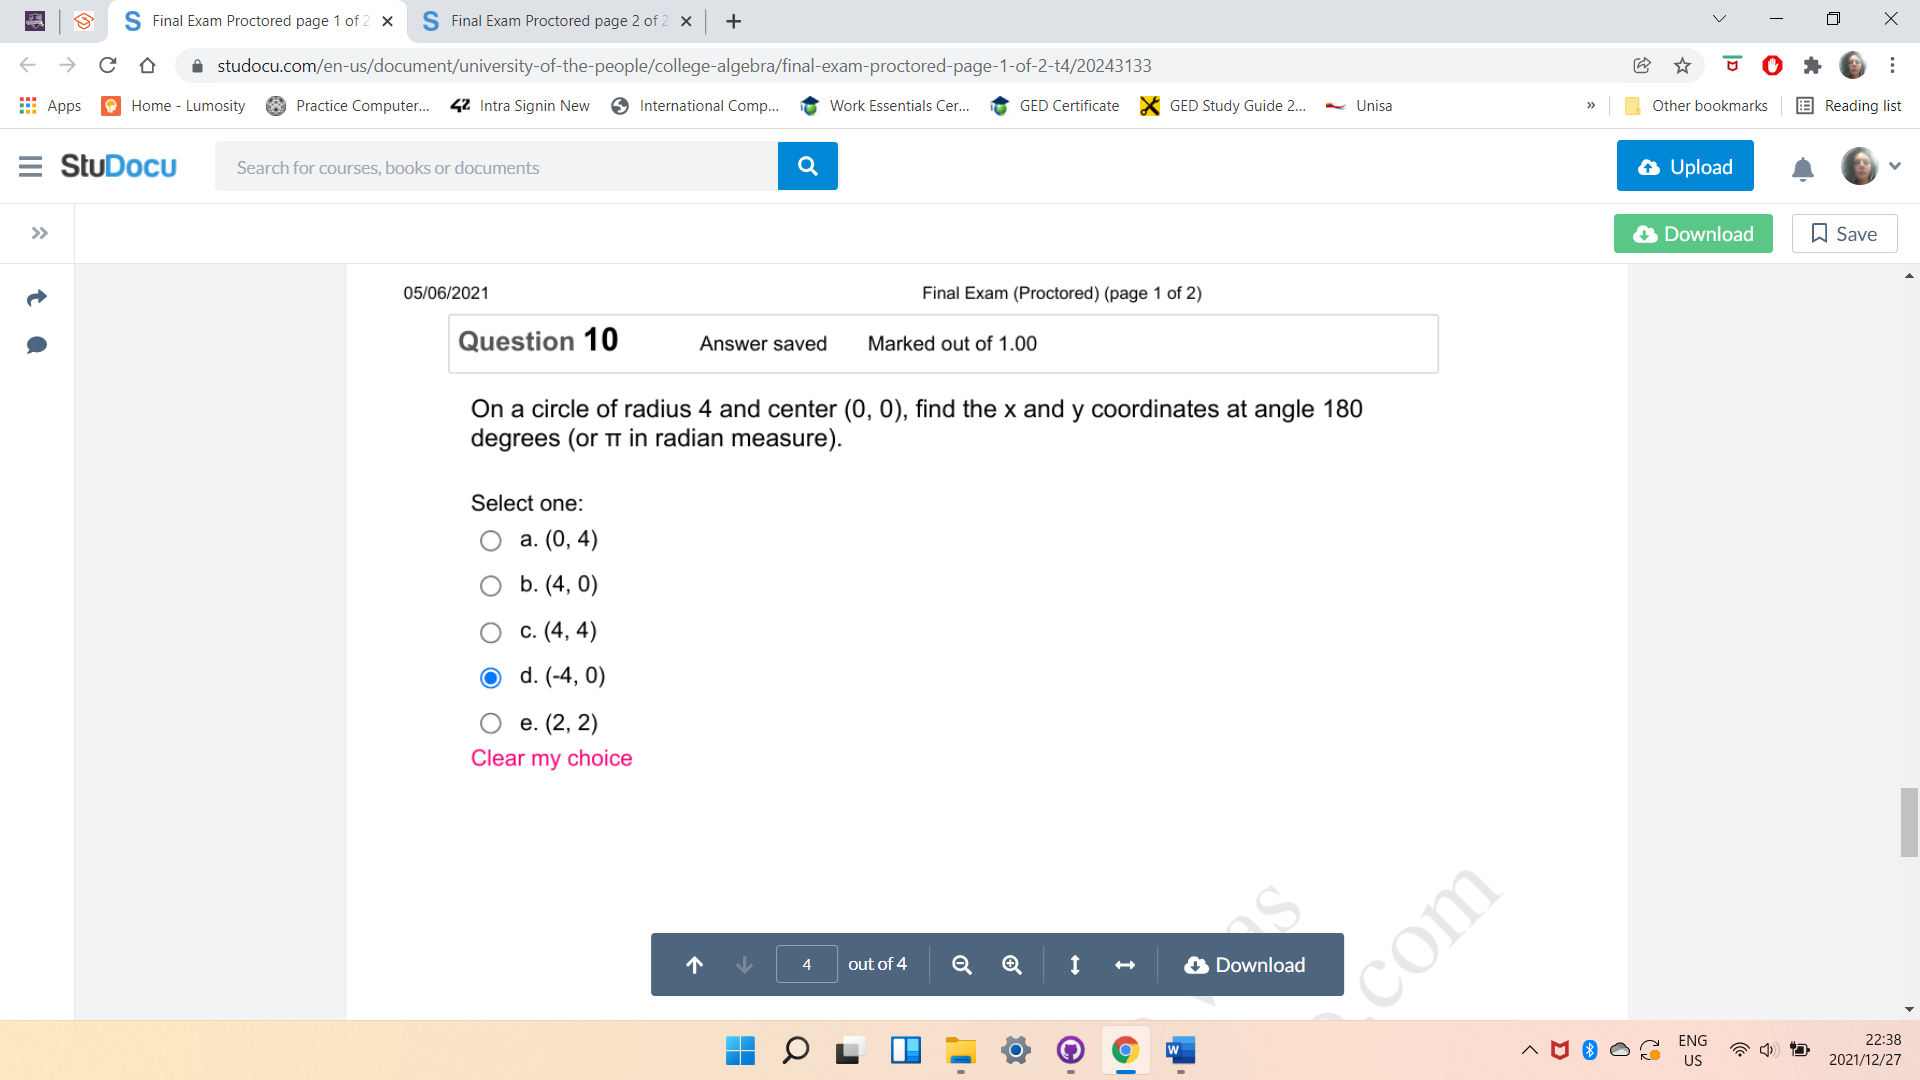 Final Exam Proctored page 1 of 2
Final Exam Proctored page 2 of 2
studocu.com/en-us/document/university-of-the-people/college-algebra/final-exam-proctored-page-1-of-2-t4/20243133
Apps Home - Lumosity Practice Computer... 42 Intra Signin New International Comp... Work Essentials Cer... GED Certificate GED Study Guide 2... Unisa » Other bookmarks Reading list
StuDocu Search for courses, books or documents Upload
Download Save
05/06/2021 Final Exam (Proctored) (page 1 of 2)
Question 10 Answer saved Marked out of 1.00
On a circle of radius 4 and center (0, 0), find the x and y coordinates at angle 180
degrees (or π in radian measure).
Select one:
a. (0, 4)
b. (4, 0)
c. (4, 4)
d. (-4, 0)
e. (2, 2)
Clear my choice
4 out of 4 Download
ENG 22:38
US 2021/12/27